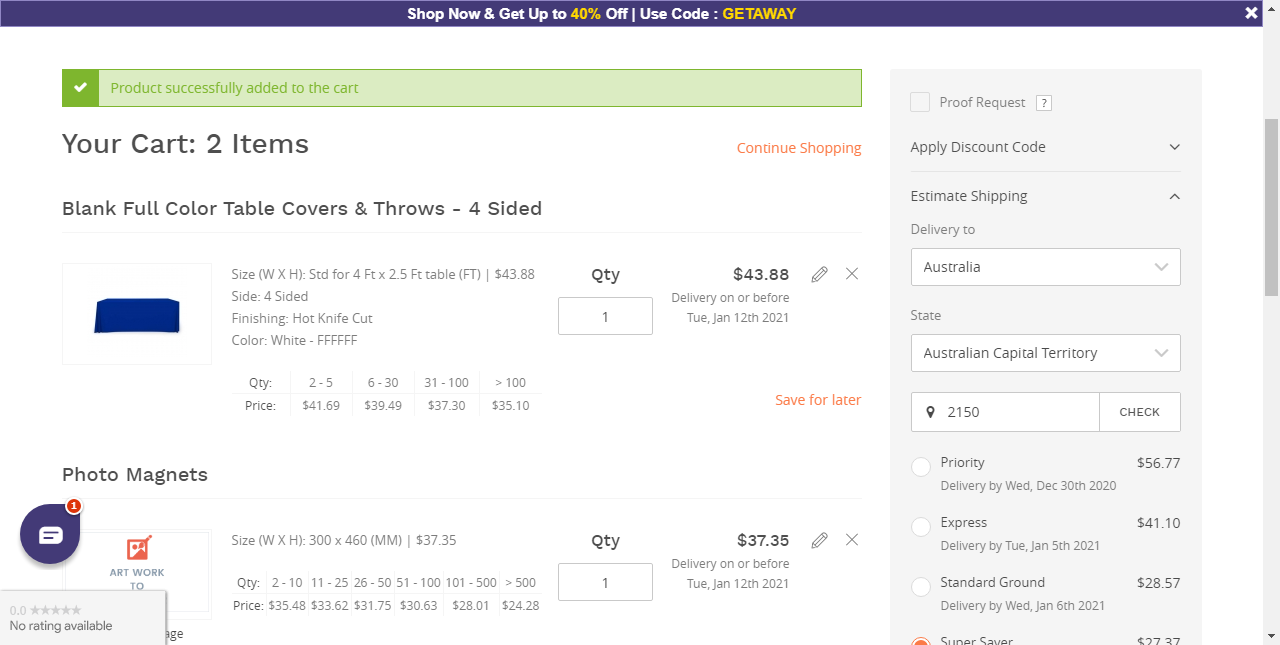 Shop Now & Get Up to 40% Off | Use Code : GETAWAY
Product successfully added to the cart
Your Cart: 2 Items
Continue Shopping
Blank Full Color Table Covers & Throws - 4 Sided
Size (W X H): Std for 4 Ft x 2.5 Ft table (FT) | $43.88
Side: 4 Sided
Finishing: Hot Knife Cut
Color: White - FFFFFF
Qty
1
$43.88
Delivery on or before
Tue, Jan 12th 2021
Qty: 2 - 5 6 - 30 31 - 100 > 100
Price: $41.69 $39.49 $37.30 $35.10
Save for later
Photo Magnets
ART WORK
TO
Size (W X H): 300 x 460 (MM) | $37.35
Qty
1
$37.35
Delivery on or before
Tue, Jan 12th 2021
Qty: 2 - 10 11 - 25 26 - 50 51 - 100 101 - 500 > 500
Price: $35.48 $33.62 $31.75 $30.63 $28.01 $24.28
1
0.0
No rating available
Proof Request ?
Apply Discount Code
Estimate Shipping
Delivery to
Australia
State
Australian Capital Territory
2150 CHECK
Priority $56.77
Delivery by Wed, Dec 30th 2020
Express $41.10
Delivery by Tue, Jan 5th 2021
Standard Ground $28.57
Delivery by Wed, Jan 6th 2021
Super Saver $27.37